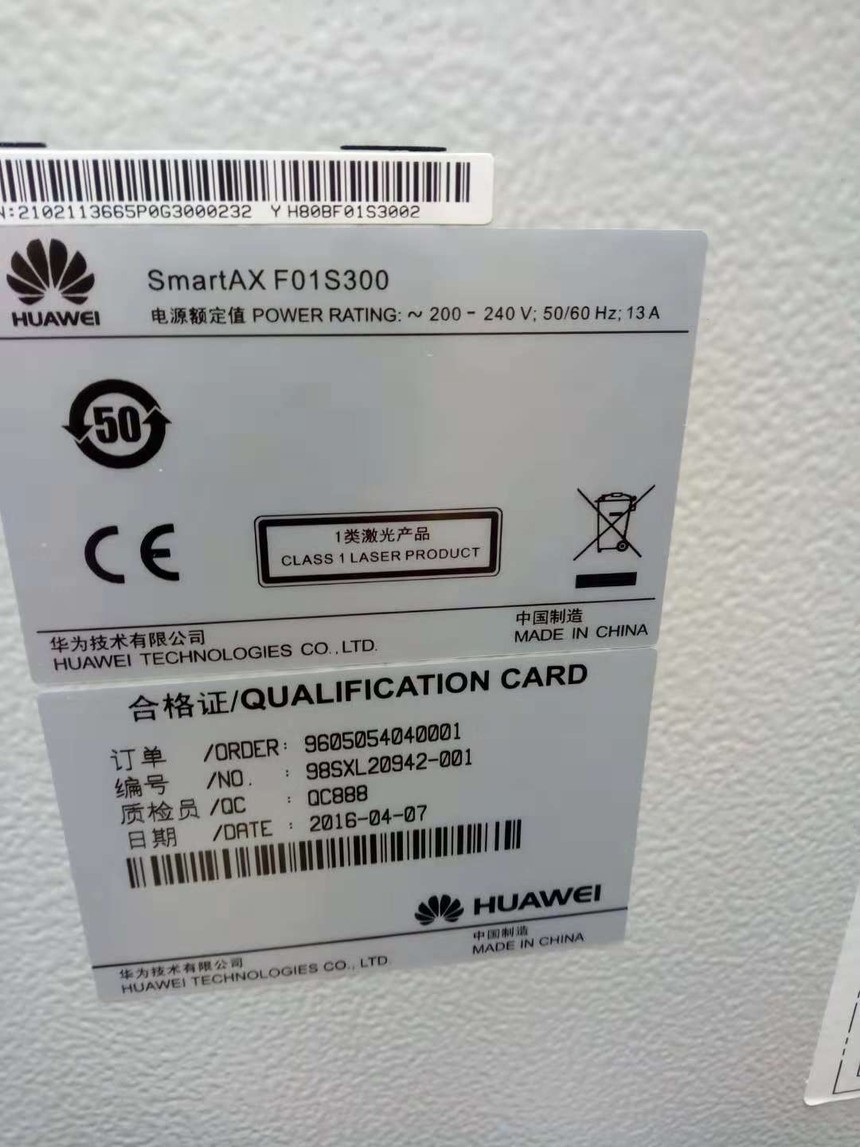 N:2102113665P0G3000232 Y H80BF01S3002
HUAWEI
SmartAX F01S300
电源额定值 POWER RATING: ~ 200 - 240 V; 50/60 Hz; 13 A
50
CE
1类激光产品
CLASS 1 LASER PRODUCT
华为技术有限公司
HUAWEI TECHNOLOGIES CO., LTD.
中国制造
MADE IN CHINA
合格证/QUALIFICATION CARD
订单 /ORDER: 9605054040001
编号 /NO. : 98SXL20942-001
质检员 /QC : QC888
日期 /DATE : 2016-04-07
HUAWEI
华为技术有限公司
HUAWEI TECHNOLOGIES CO., LTD.
中国制造
MADE IN CHINA